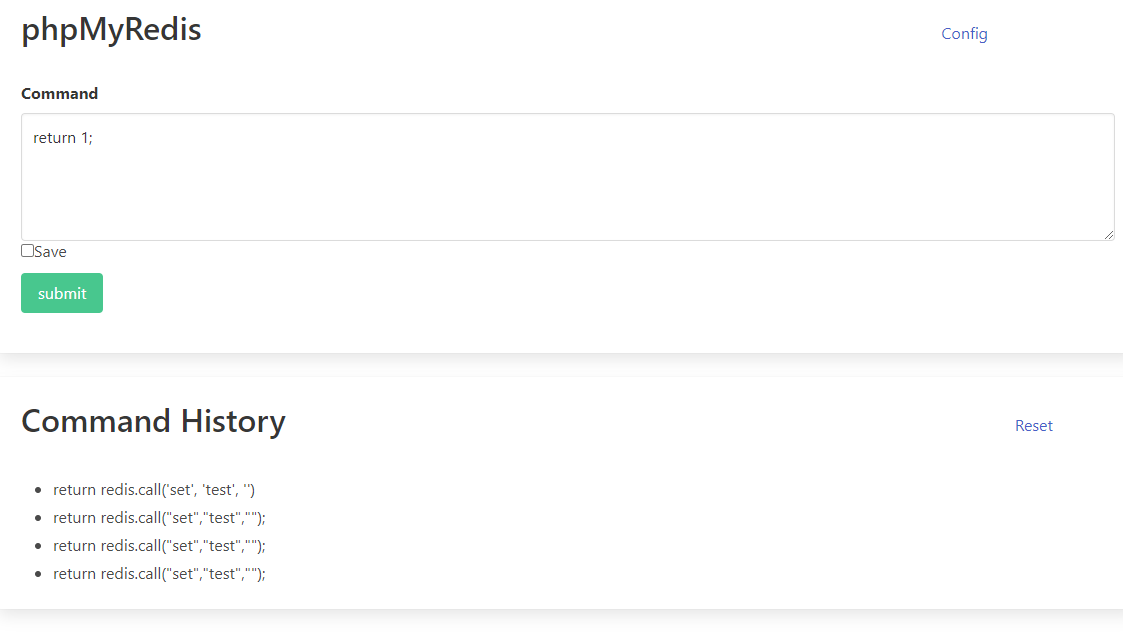 phpMyRedis
Config
Command
return 1;
Save
submit
Command History
Reset
return redis.call('set', 'test', '')
return redis.call("set","test","");
return redis.call("set","test","");
return redis.call("set","test","");